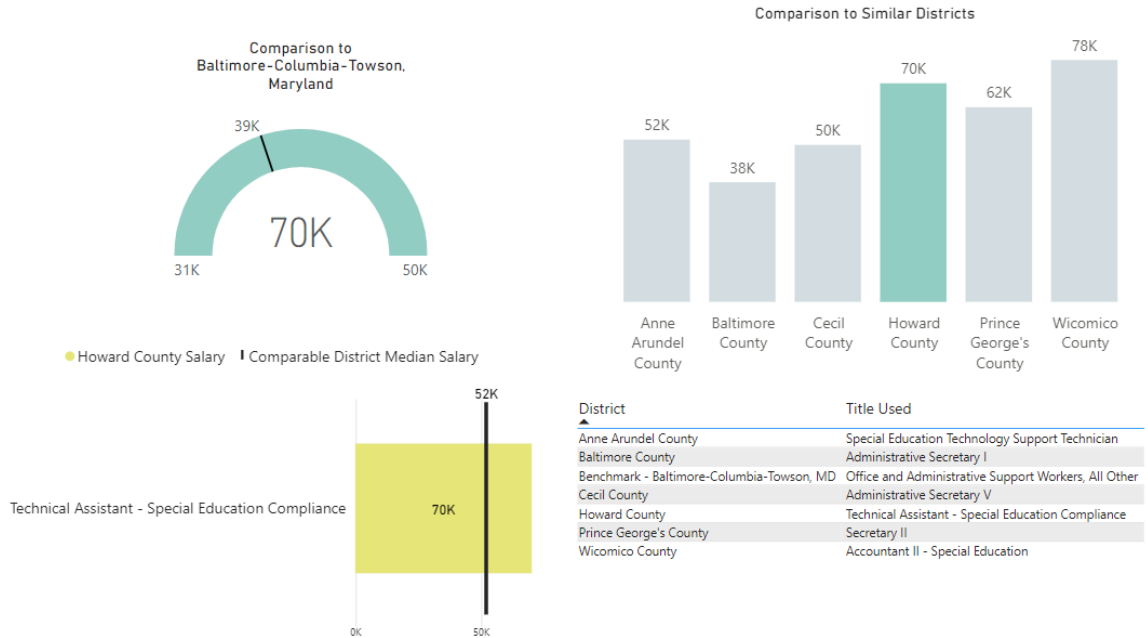 Comparison to
Baltimore-Columbia-Towson,
Maryland
39K
70K
31K
50K
Comparison to Similar Districts
52K
38K
50K
70K
62K
78K
Anne
Arundel
County
Baltimore
County
Cecil
County
Howard
County
Prince
George's
County
Wicomico
County
Howard County Salary
Comparable District Median Salary
52K
Technical Assistant - Special Education Compliance
70K
0K
50K
District Title Used
Anne Arundel County Special Education Technology Support Technician
Baltimore County Administrative Secretary I
Benchmark - Baltimore-Columbia-Towson, MD Office and Administrative Support Workers, All Other
Cecil County Administrative Secretary V
Howard County Technical Assistant - Special Education Compliance
Prince George's County Secretary II
Wicomico County Accountant II - Special Education